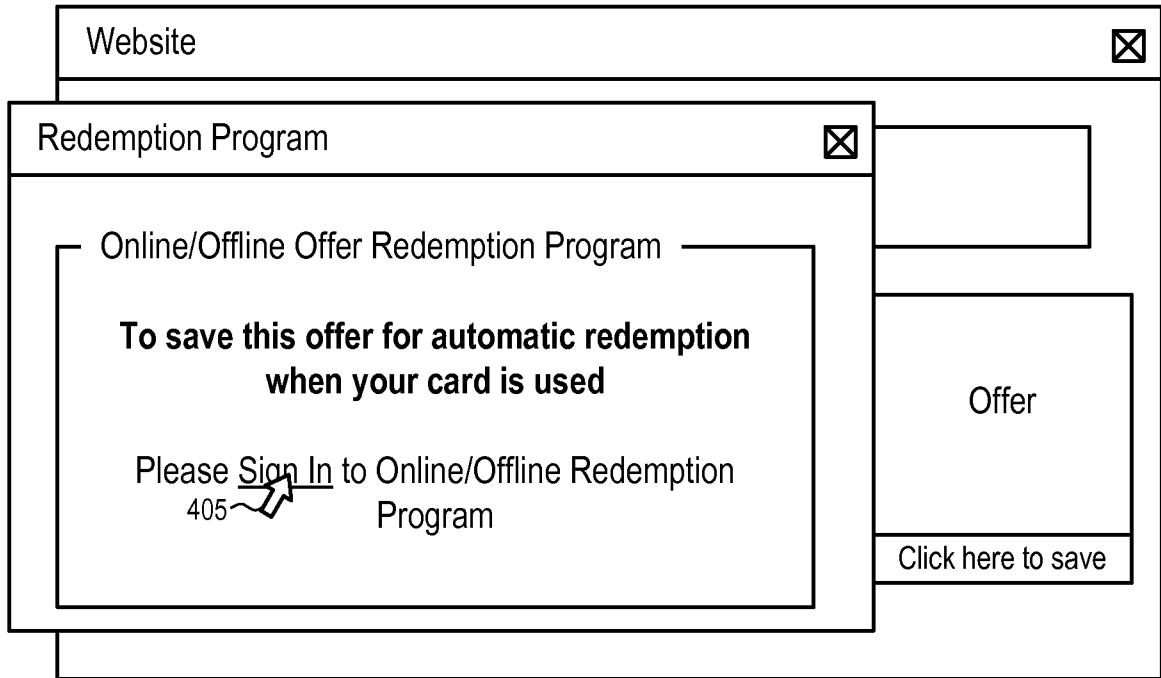 Website
Redemption Program
Online/Offline Offer Redemption Program
To save this offer for automatic redemption
when your card is used
Please Sign In to Online/Offline Redemption
405
Program
Offer
Click here to save